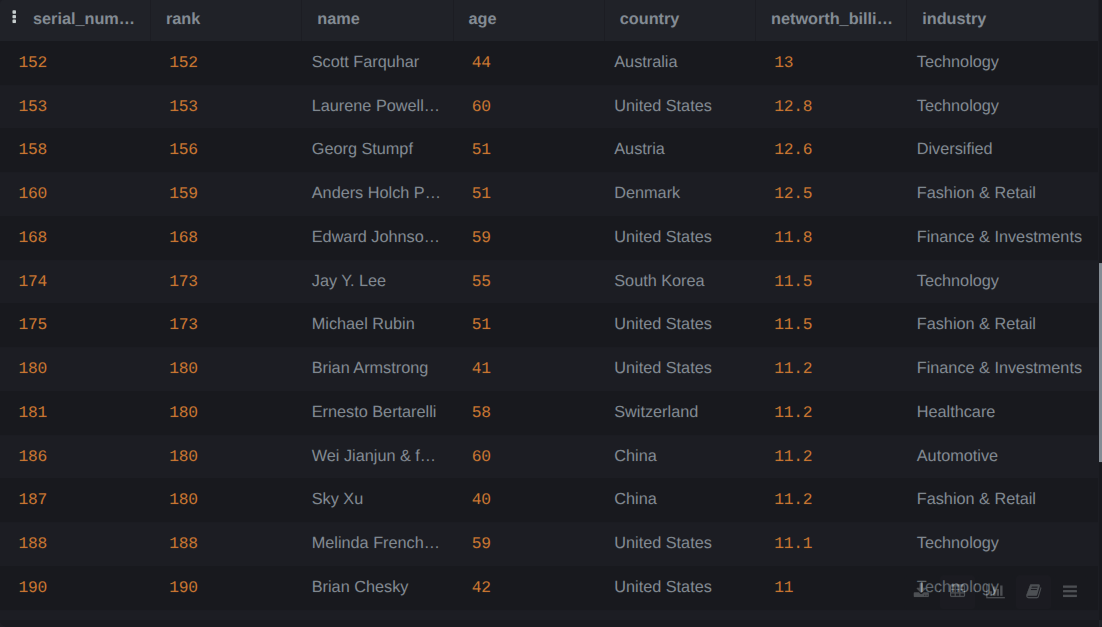 serial_num… rank name age country networth_billi… industry
152 152 Scott Farquhar 44 Australia 13 Technology
153 153 Laurene Powell… 60 United States 12.8 Technology
158 156 Georg Stumpf 51 Austria 12.6 Diversified
160 159 Anders Holch P… 51 Denmark 12.5 Fashion & Retail
168 168 Edward Johnso… 59 United States 11.8 Finance & Investments
174 173 Jay Y. Lee 55 South Korea 11.5 Technology
175 173 Michael Rubin 51 United States 11.5 Fashion & Retail
180 180 Brian Armstrong 41 United States 11.2 Finance & Investments
181 180 Ernesto Bertarelli 58 Switzerland 11.2 Healthcare
186 180 Wei Jianjun & f… 60 China 11.2 Automotive
187 180 Sky Xu 40 China 11.2 Fashion & Retail
188 188 Melinda French… 59 United States 11.1 Technology
190 190 Brian Chesky 42 United States 11 Technology